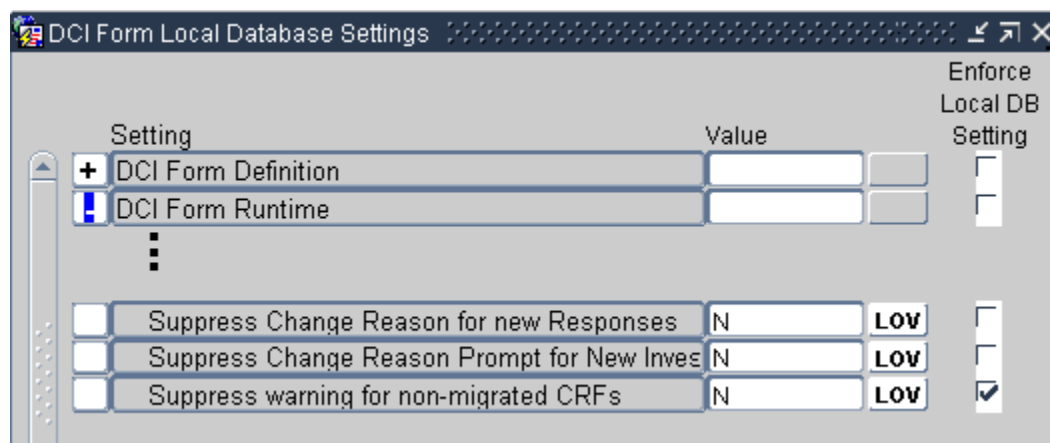 DCI Form Local Database Settings
Enforce
Local DB
Setting Value Setting
+ DCI Form Definition
DCI Form Runtime
Suppress Change Reason for new Responses N LOV
Suppress Change Reason Prompt for New Inves N LOV
Suppress warning for non-migrated CRFs N LOV